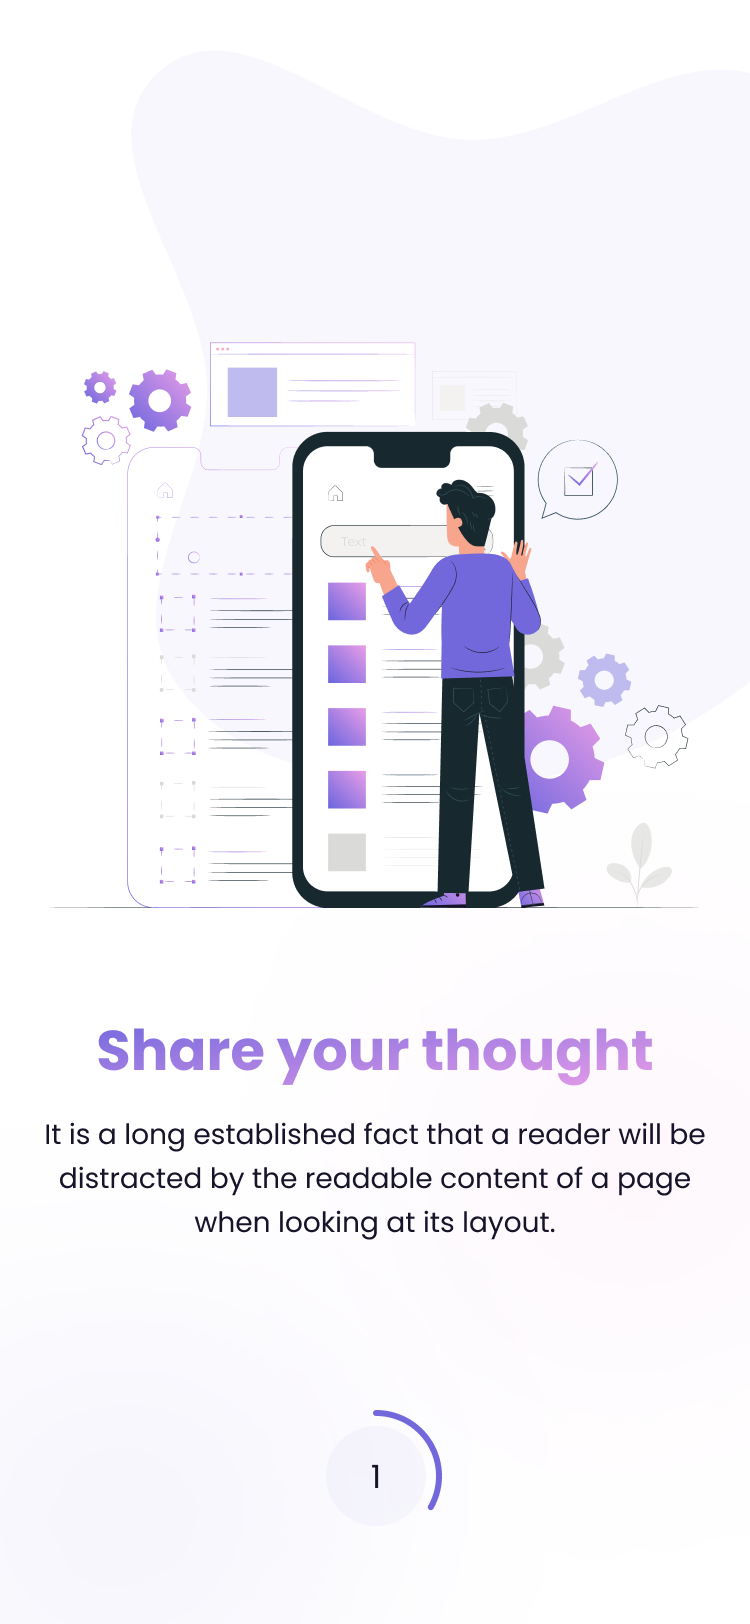 Text
Share your thought
It is a long established fact that a reader will be
distracted by the readable content of a page
when looking at its layout.
1